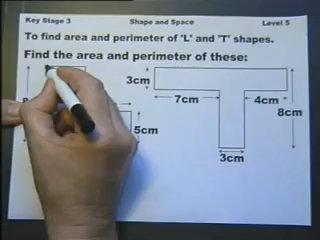 Key Stage 3 Shape and Space Level 5
To find area and perimeter of 'L' and 'T' shapes.
Find the area and perimeter of these:
3cm
7cm 4cm
8cm
5cm
3cm